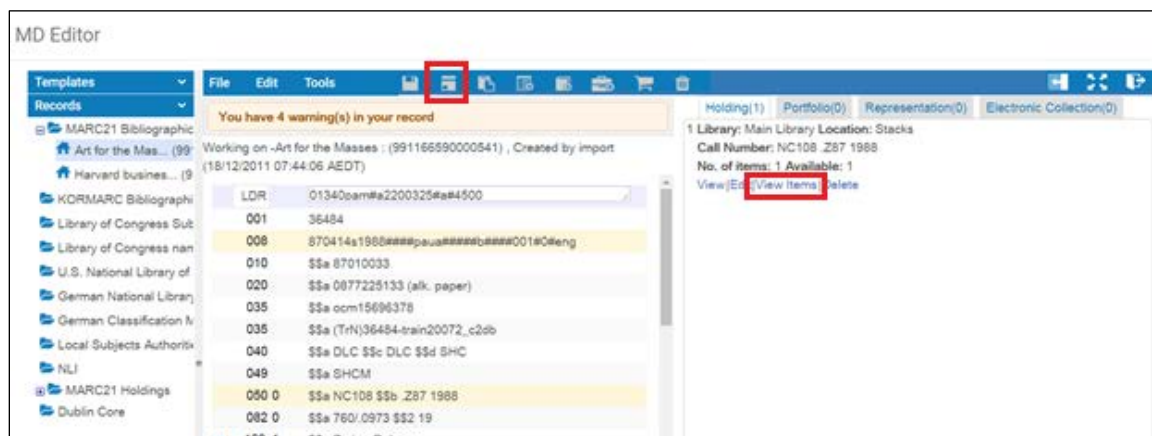 MD Editor
Templates
File Edit Tools
Records
MARC21 Bibliographic
Art for the Mas... (99
Harvard busines... (9
KORMARC Bibliographi
Library of Congress Sub
Library of Congress nan
U.S. National Library of
German National Library
German Classification M
Local Subjects Authoritie
NLI
MARC21 Holdings
Dublin Core
You have 4 warning(s) in your record
Working on -Art for the Masses : (991166590000541) , Created by import
(18/12/2011 07:44:06 AEDT)
LDR 01340pam#a2200325#a#4500
001 36484
008 870414s1988####paua#####b####001#0#eng
010 $$a 87010033
020 $$a 0877225133 (alk. paper)
035 $$a ocm15696378
035 $$a (TrN)36484-train20072_c2db
040 $$a DLC $$c DLC $$d SHC
049 $$a SHCM
050 0 $$a NC108 $$b .Z87 1988
082 0 $$a 760/.0973 $$2 19
Holding(1) Portfolio(0) Representation(0) Electronic Collection(0)
1 Library: Main Library Location: Stacks
Call Number: NC108 .Z87 1988
No. of items: 1 Available: 1
View|Edit|View Items|Delete